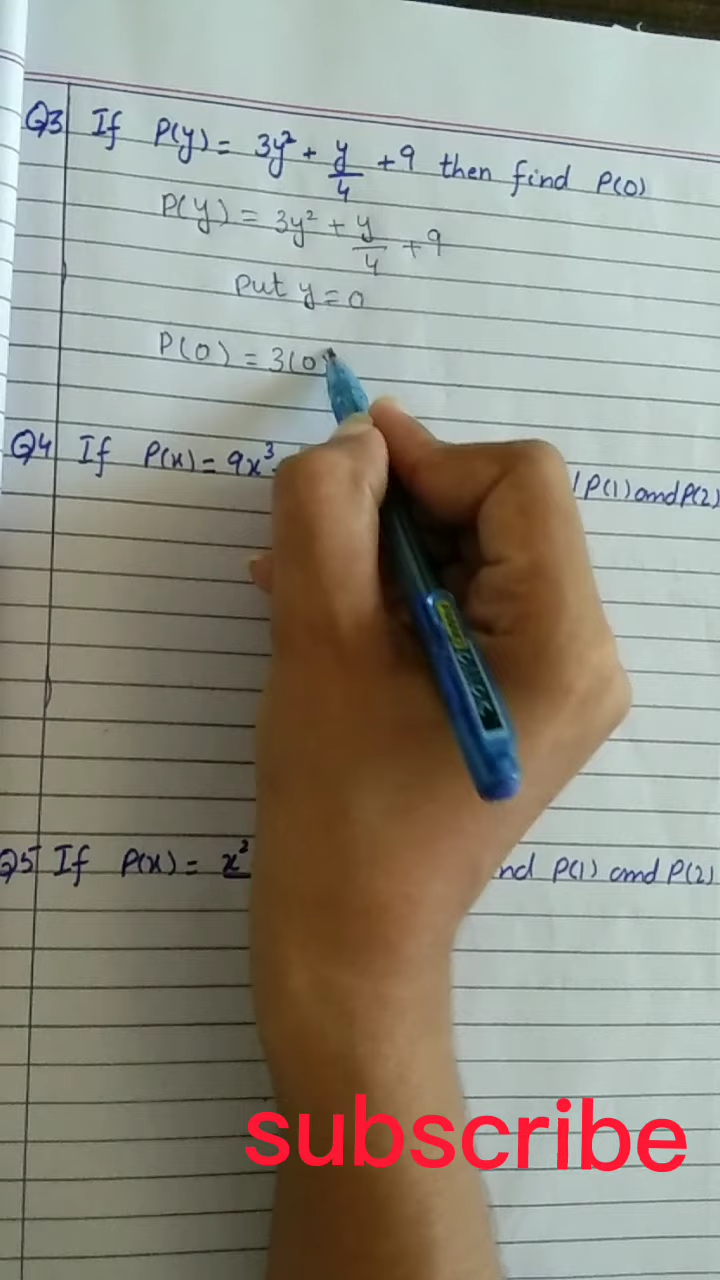 Q3 If P(y) = 3y² + y/4 + 9 then find P(0)
P(y) = 3y² + y/4 + 9
put y = 0
P(0) = 3(0)
Q4 If P(x) = 9x³ P(1) and P(2)
Q5 If P(x) = x² nd P(1) and P(2)
subscribe